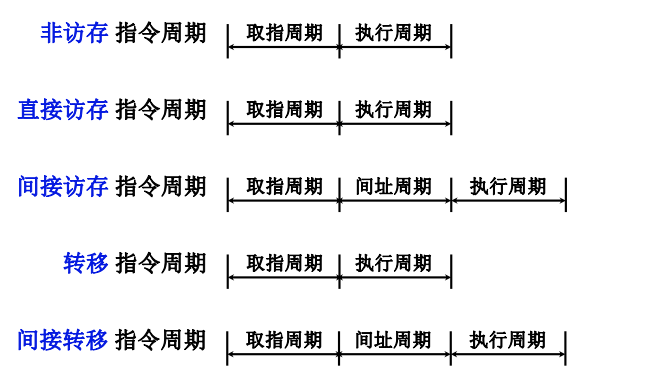 非访存 指令周期 取指周期 执行周期
直接访存 指令周期 取指周期 执行周期
间接访存 指令周期 取指周期 间址周期 执行周期
转移 指令周期 取指周期 执行周期
间接转移 指令周期 取指周期 间址周期 执行周期